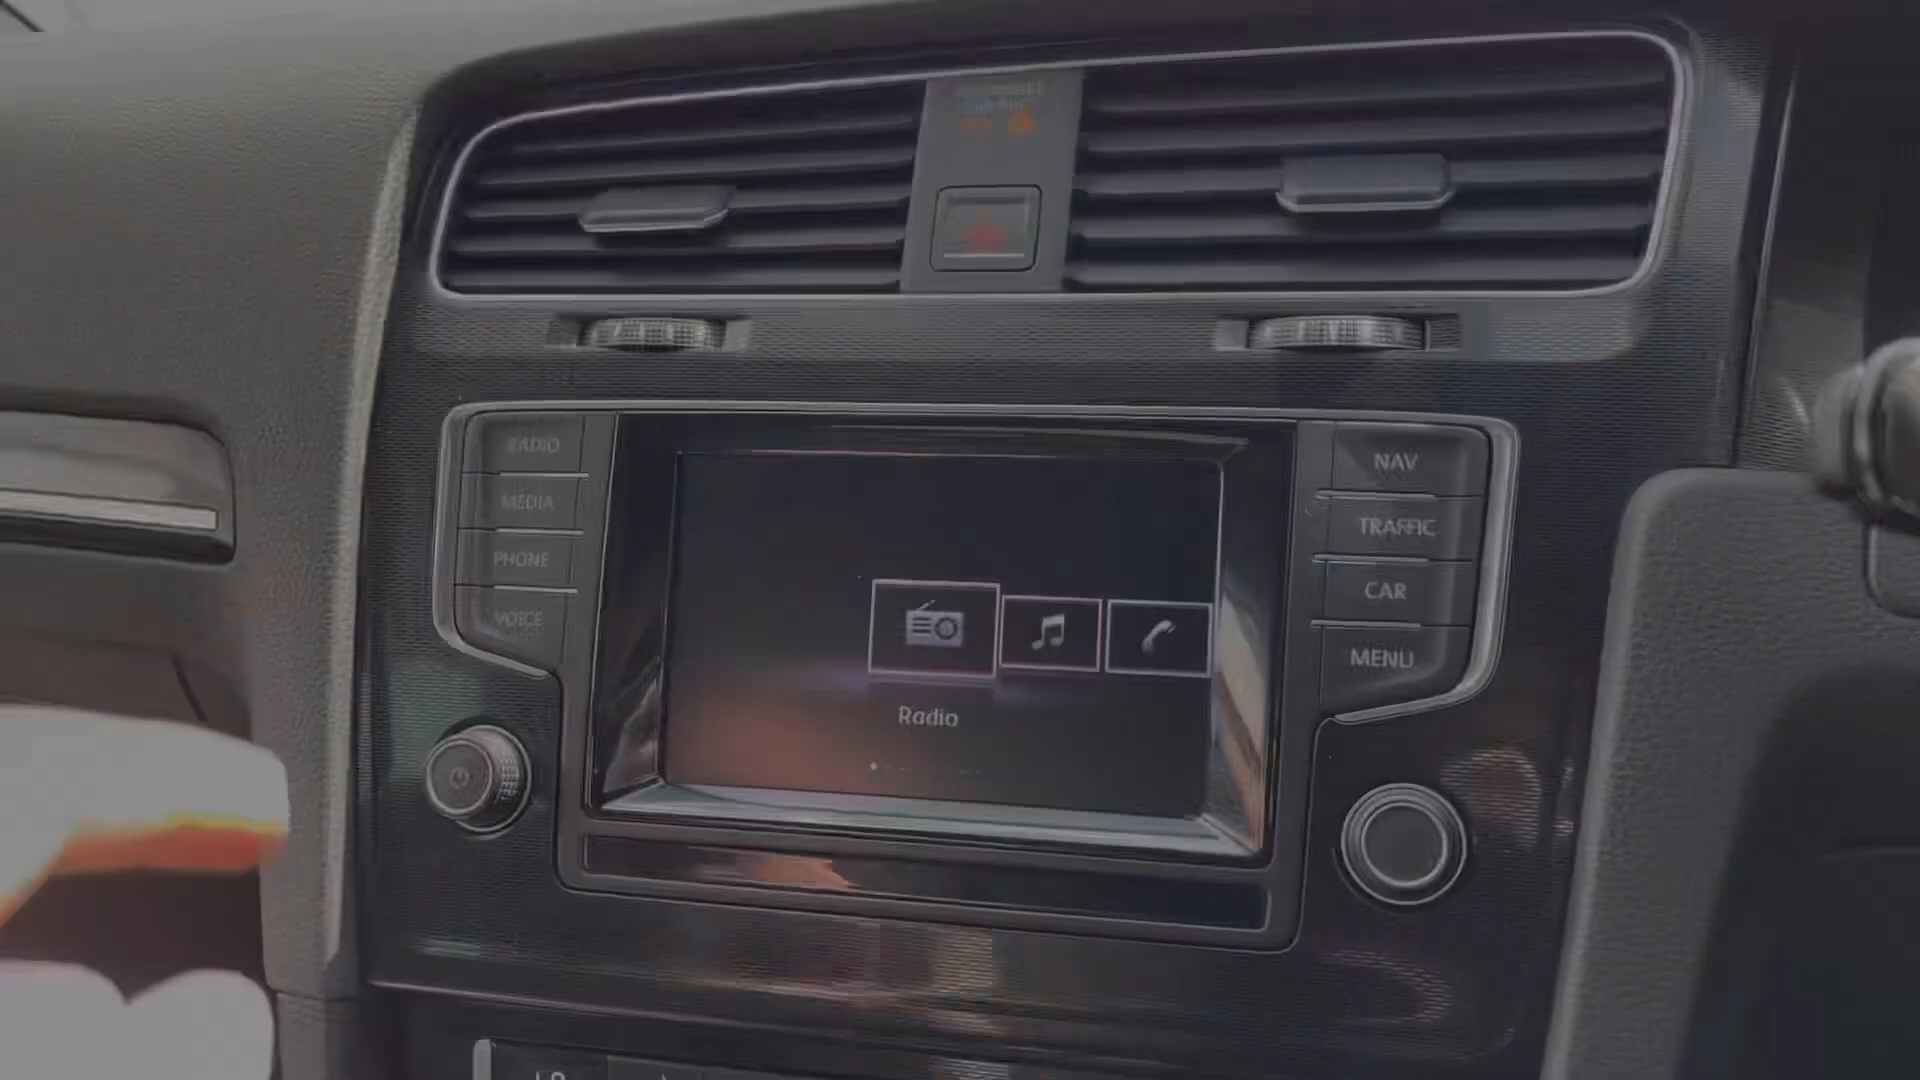 RADIO
MEDIA
PHONE
VOICE
NAV
TRAFFIC
CAR
MENU
Radio